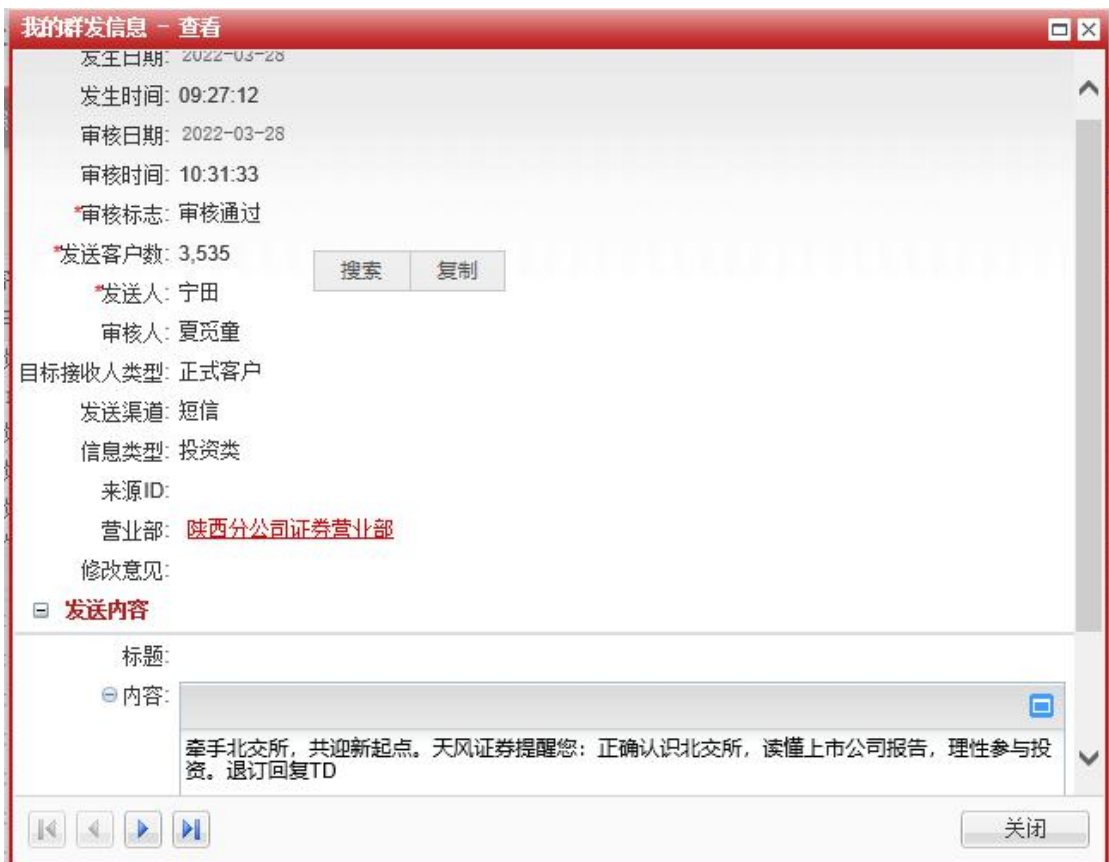 我的群发信息 - 查看
发生日期: 2022-03-28
发生时间: 09:27:12
审核日期: 2022-03-28
审核时间: 10:31:33
*审核标志: 审核通过
*发送客户数: 3,535
搜索 复制
*发送人: 宁田
审核人: 夏觅童
目标接收人类型: 正式客户
发送渠道: 短信
信息类型: 投资类
来源ID:
营业部: 陕西分公司证券营业部
修改意见:
发送内容
标题:
内容:
牵手北交所，共迎新起点。天风证券提醒您：正确认识北交所，读懂上市公司报告，理性参与投
资。退订回复TD
关闭